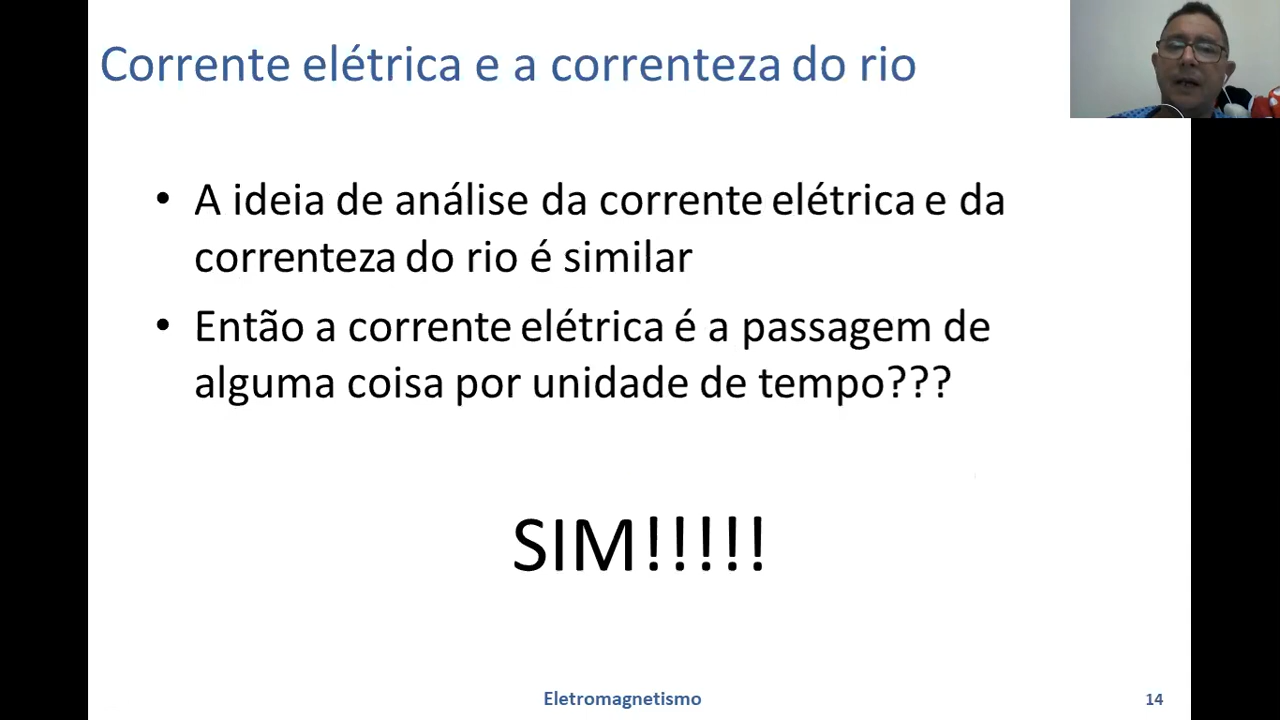 Corrente elétrica e a correnteza do rio
• A ideia de análise da corrente elétrica e da
correnteza do rio é similar
• Então a corrente elétrica é a passagem de
alguma coisa por unidade de tempo???
SIM!!!!!
Eletromagnetismo
14